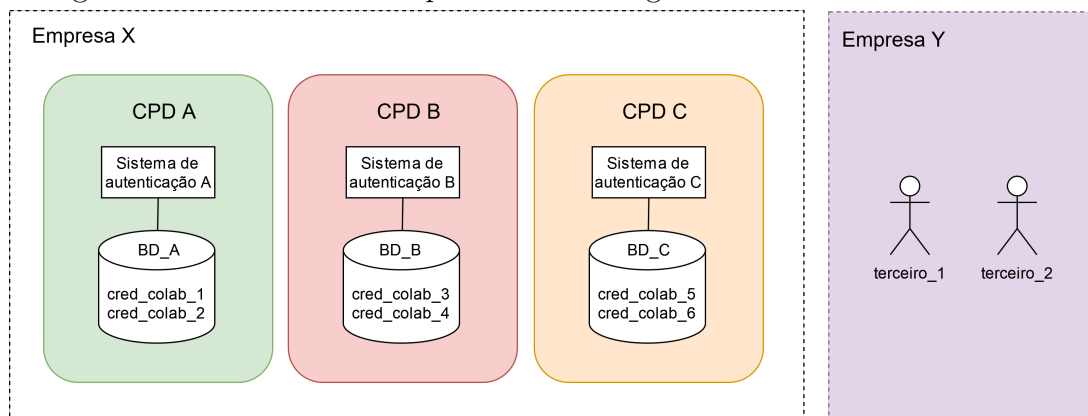 Empresa X
Empresa Y
CPD A
CPD B
CPD C
Sistema de
autenticação A
Sistema de
autenticação B
Sistema de
autenticação C
BD_A
cred_colab_1
cred_colab_2
BD_B
cred_colab_3
cred_colab_4
BD_C
cred_colab_5
cred_colab_6
terceiro_1
terceiro_2